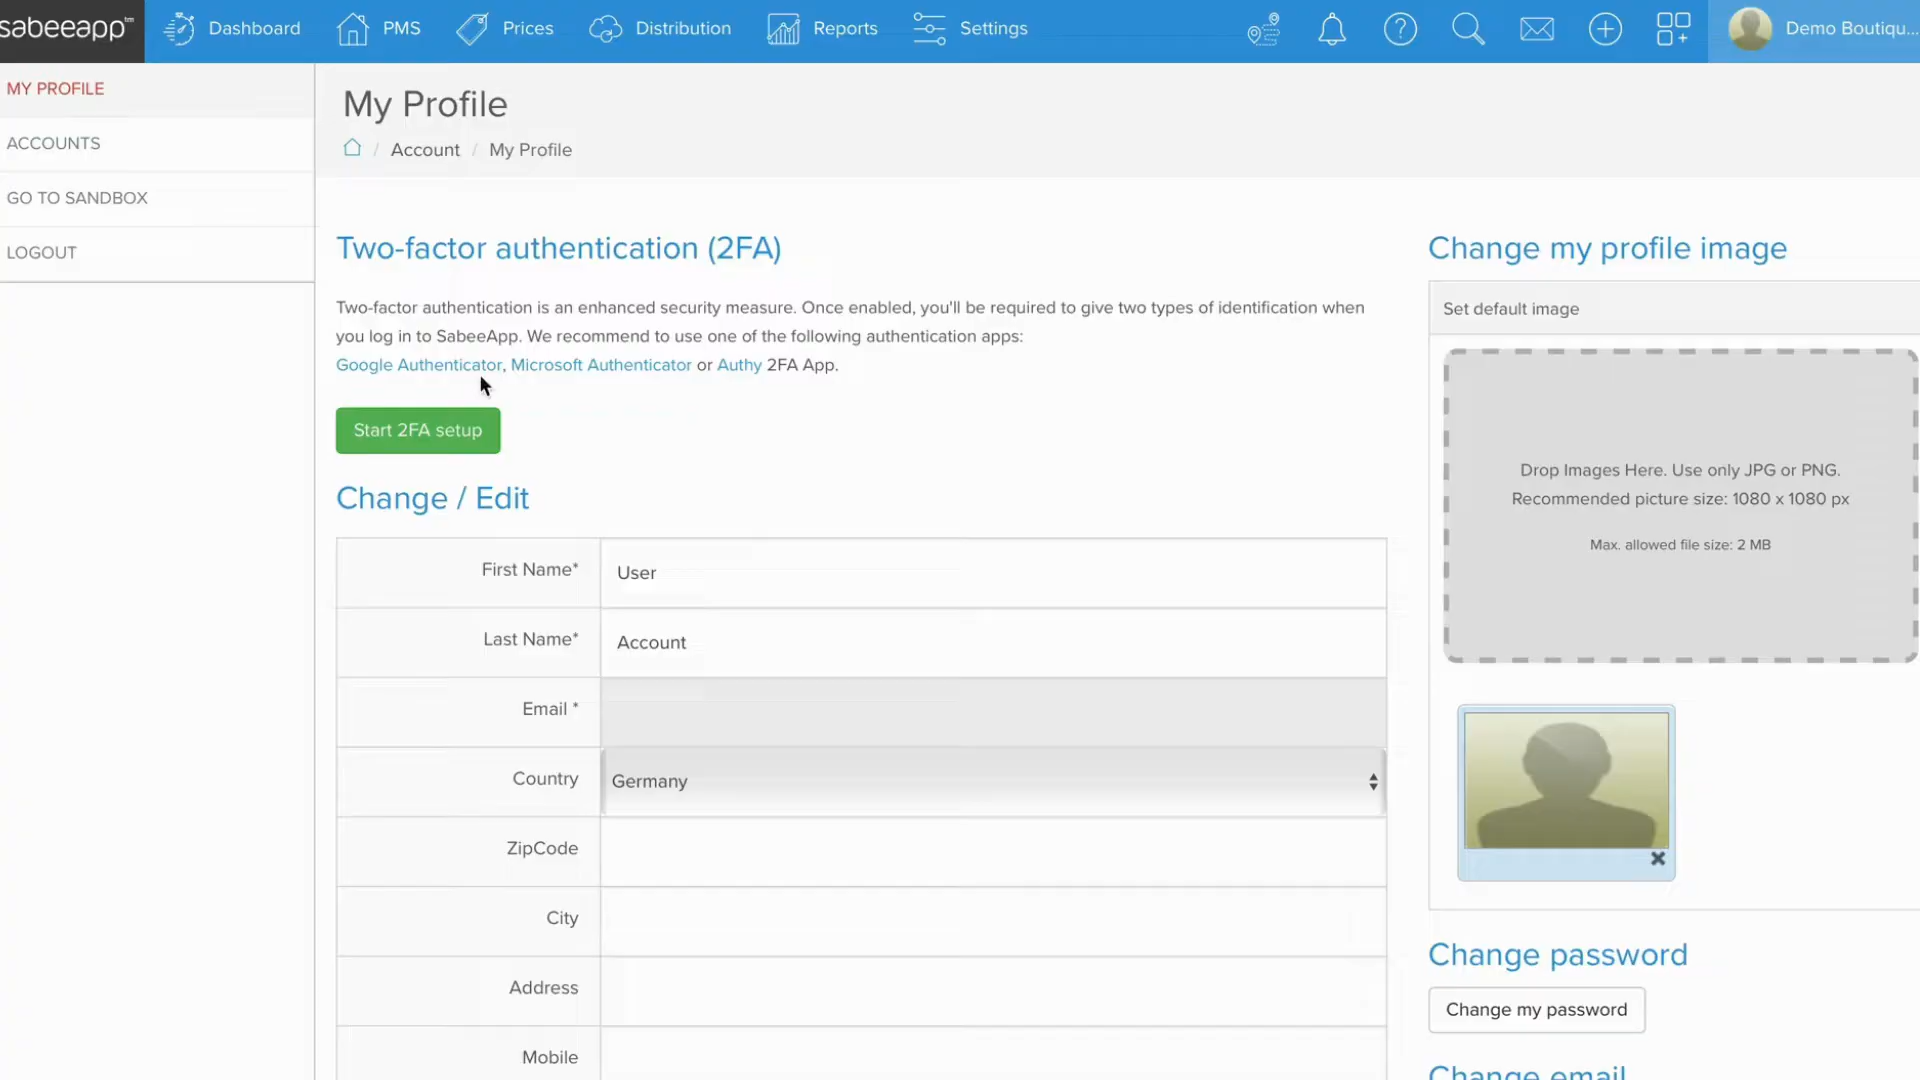 sabeeapp™
Dashboard
PMS
Prices
Distribution
Reports
Settings
Demo Boutiqu...
MY PROFILE
ACCOUNTS
GO TO SANDBOX
LOGOUT
My Profile
/ Account / My Profile
Two-factor authentication (2FA)
Two-factor authentication is an enhanced security measure. Once enabled, you'll be required to give two types of identification when
you log in to SabeeApp. We recommend to use one of the following authentication apps:
Google Authenticator, Microsoft Authenticator or Authy 2FA App.
Start 2FA setup
Change / Edit
First Name* User
Last Name* Account
Email *
Country Germany
ZipCode
City
Address
Mobile
Change my profile image
Set default image
Drop Images Here. Use only JPG or PNG.
Recommended picture size: 1080 x 1080 px
Max. allowed file size: 2 MB
Change password
Change my password
Change email